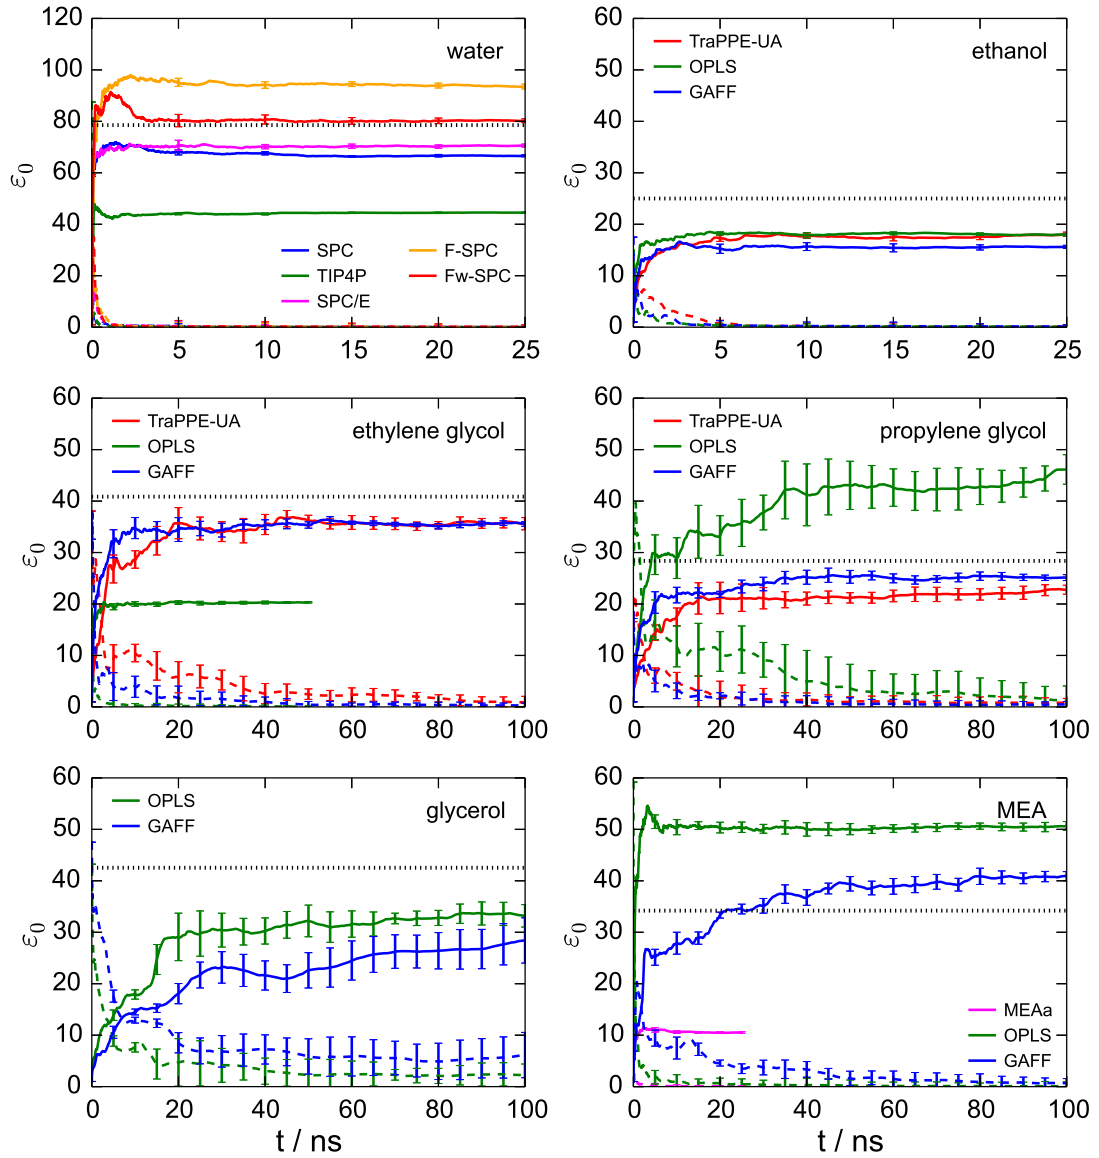 water
ε0
120
100
80
60
40
20
0
SPC
F-SPC
TIP4P
Fw-SPC
SPC/E
0 5 10 15 20 25
ethanol
ε0
60
50
40
30
20
10
0
TraPPE-UA
OPLS
GAFF
0 5 10 15 20 25
ethylene glycol
ε0
60
50
40
30
20
10
0
TraPPE-UA
OPLS
GAFF
0 20 40 60 80 100
propylene glycol
ε0
60
50
40
30
20
10
0
TraPPE-UA
OPLS
GAFF
0 20 40 60 80 100
glycerol
ε0
60
50
40
30
20
10
0
OPLS
GAFF
0 20 40 60 80 100
t / ns
MEA
ε0
60
50
40
30
20
10
0
MEAa
OPLS
GAFF
0 20 40 60 80 100
t / ns